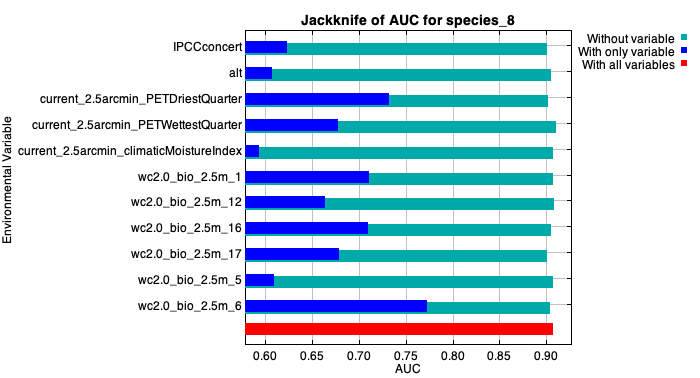 Jackknife of AUC for species_8
Without variable
With only variable
With all variables
Environmental Variable
IPCCconcert
alt
current_2.5arcmin_PETDriestQuarter
current_2.5arcmin_PETWettestQuarter
current_2.5arcmin_climaticMoistureIndex
wc2.0_bio_2.5m_1
wc2.0_bio_2.5m_12
wc2.0_bio_2.5m_16
wc2.0_bio_2.5m_17
wc2.0_bio_2.5m_5
wc2.0_bio_2.5m_6
0.60 0.65 0.70 0.75 0.80 0.85 0.90
AUC